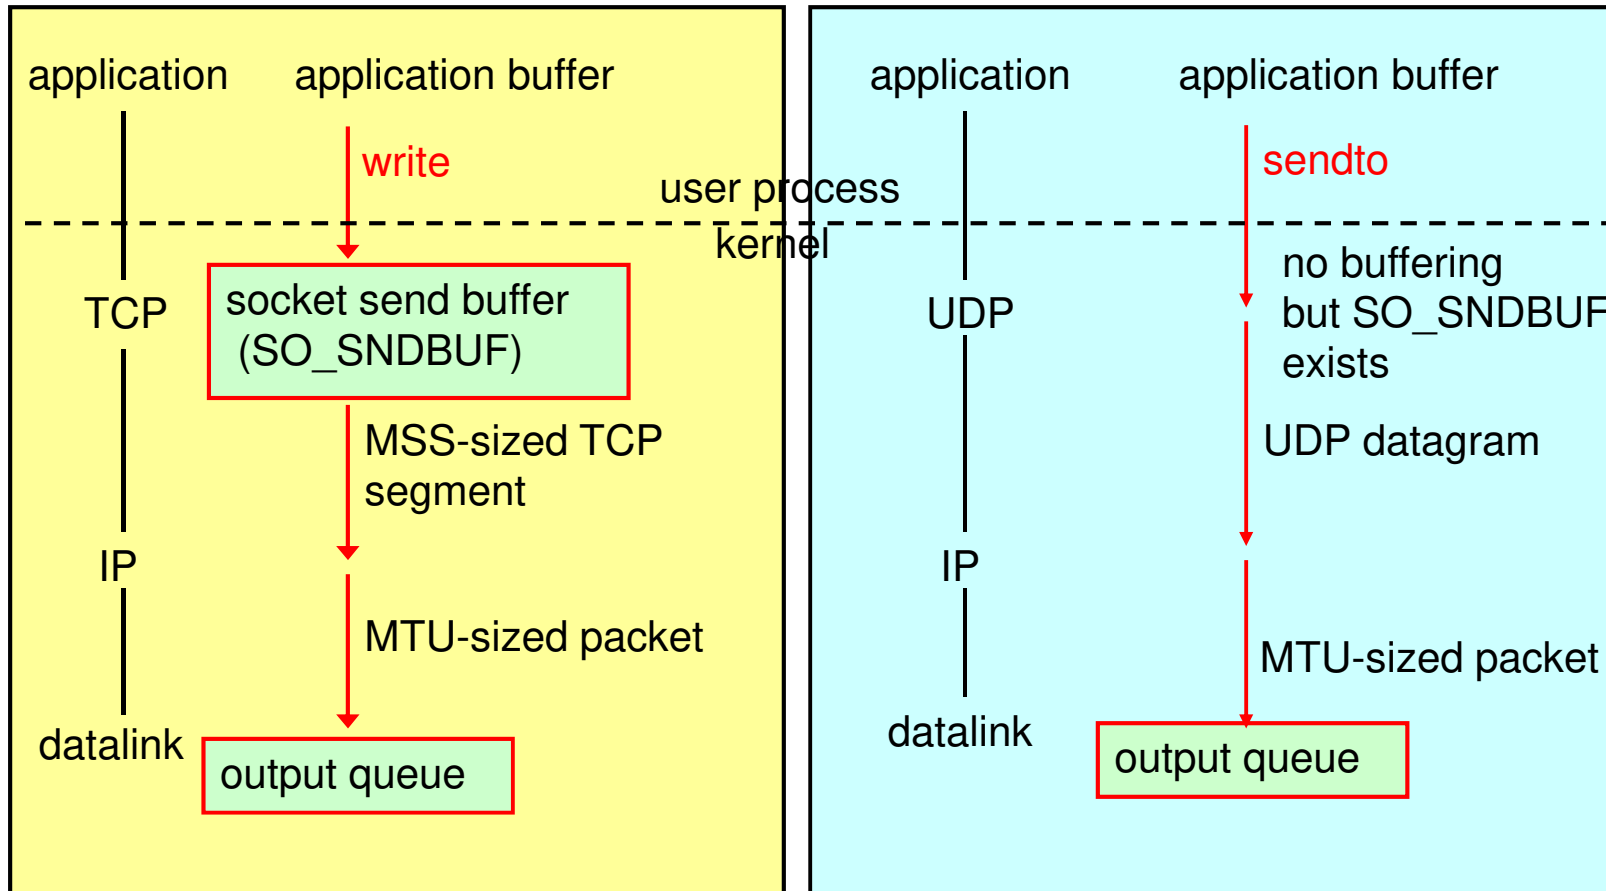 application
application buffer
write
user process
kernel
TCP
socket send buffer
(SO_SNDBUF)
MSS-sized TCP
segment
IP
MTU-sized packet
datalink
output queue
application
application buffer
sendto
no buffering
but SO_SNDBUF
exists
UDP
UDP datagram
IP
MTU-sized packet
datalink
output queue